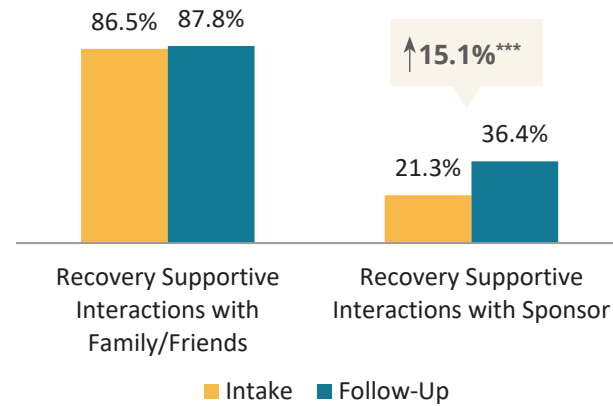 86.5%
87.8%
↑15.1%***
21.3%
36.4%
Recovery Supportive
Interactions with
Family/Friends
Recovery Supportive
Interactions with Sponsor
Intake
Follow-Up